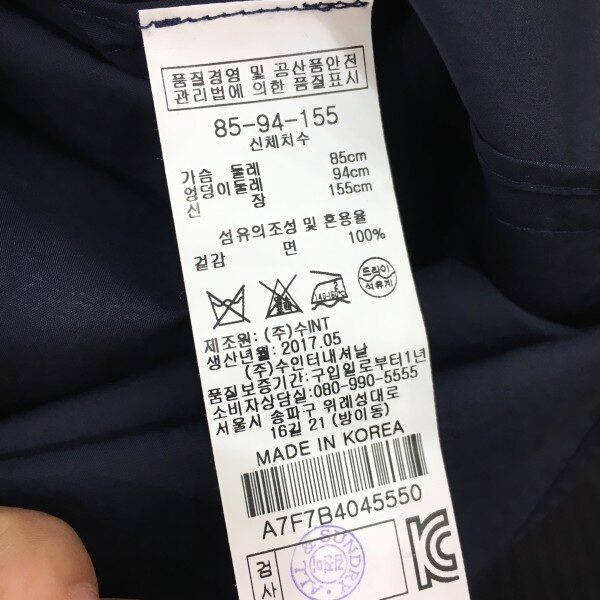 품질경영 및 공산품안전
관리법에 의한 품질표시
85-94-155
신체치수
가슴 둘레 85cm
엉덩이둘레 94cm
신 장 155cm
섬유의조성 및 혼용율
겉감 면 100%
2
140-160℃
드라이
석유계
제조원: (주)수INT
생산년월: 2017.05
(주)수인터내셔날
품질보증기간:구입일로부터1년
소비자상담실:080-990-5555
서울시 송파구 위례성대로
16길 21 (방이동)
MADE IN KOREA
A7F7B4045550
검 사
SUNDRY